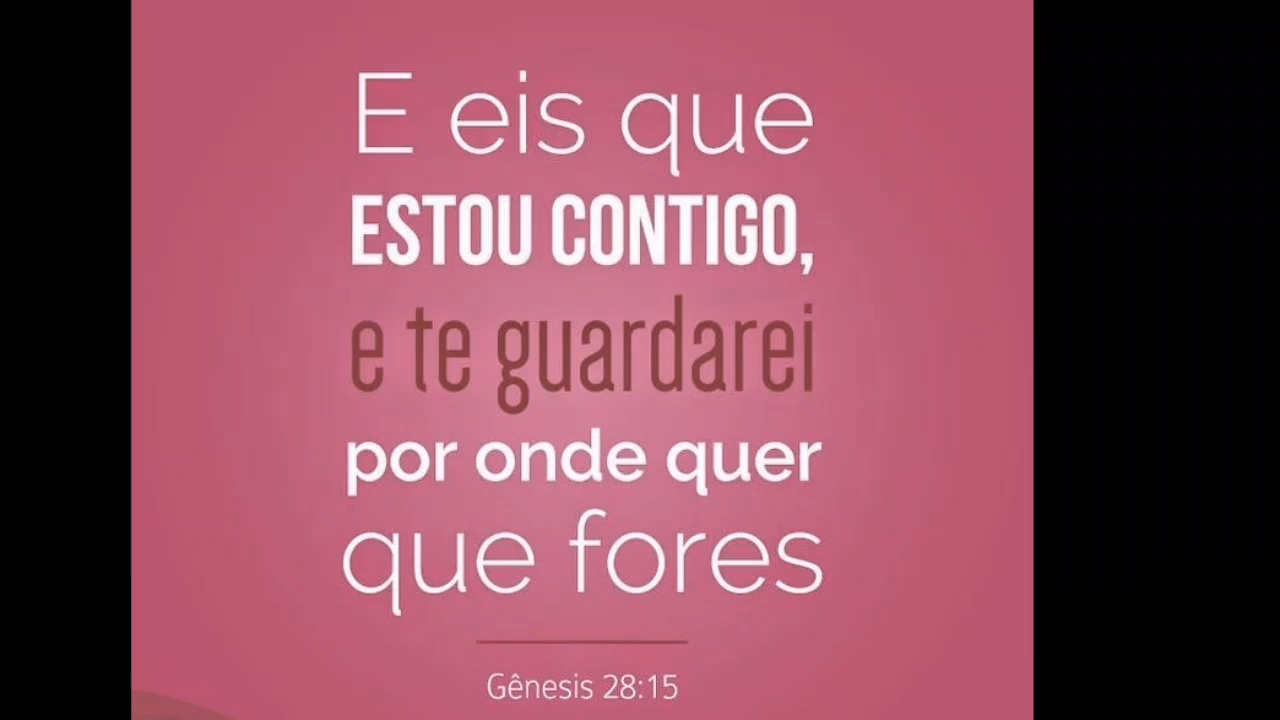 E eis que
ESTOU CONTIGO,
e te guardarei
por onde quer
que fores
Gênesis 28:15